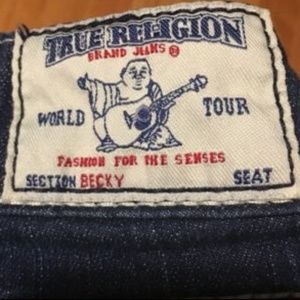 TRUE RELIGION
BRAND JEANS ®
WORLD TOUR
FASHION FOR THE SENSES
SECTION BECKY SEAT